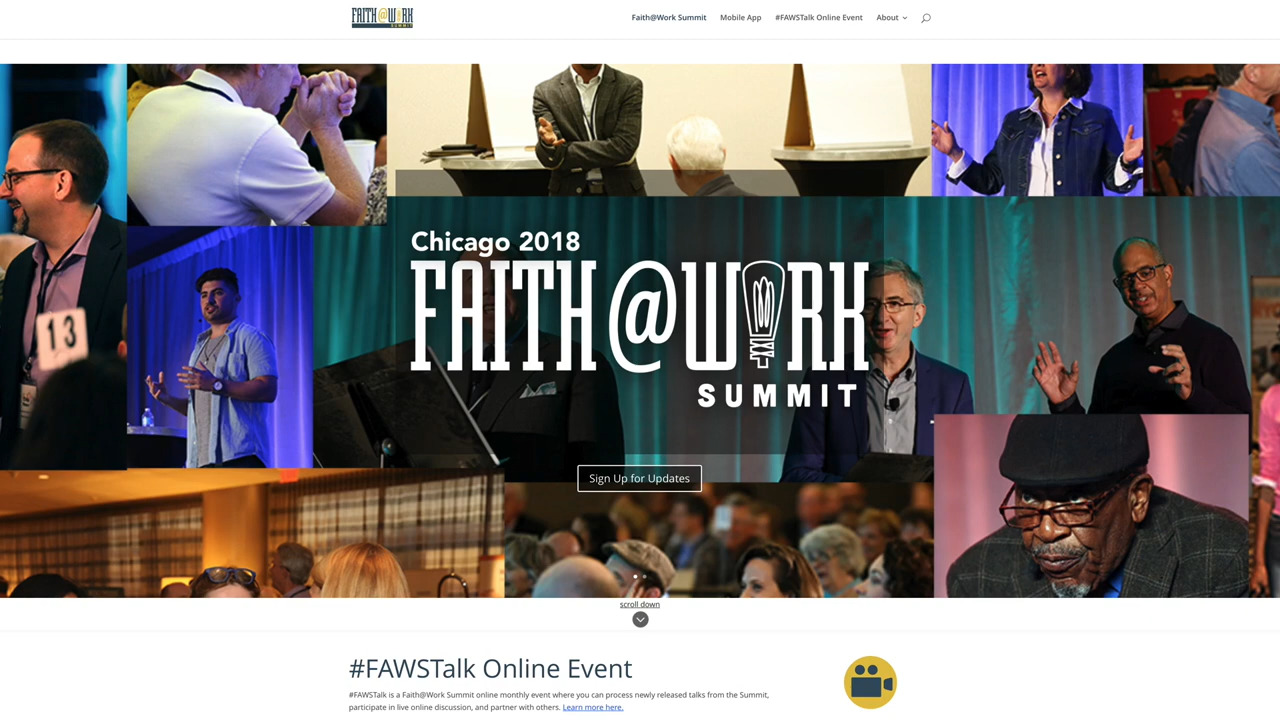 FAITH@WORK
SUMMIT
Faith@Work Summit
Mobile App
#FAWSTalk Online Event
About
13
Chicago 2018
FAITH@WORK
SUMMIT
Sign Up for Updates
scroll down
#FAWSTalk Online Event
#FAWSTalk is a Faith@Work Summit online monthly event where you can process newly released talks from the Summit,
participate in live online discussion, and partner with others. Learn more here.